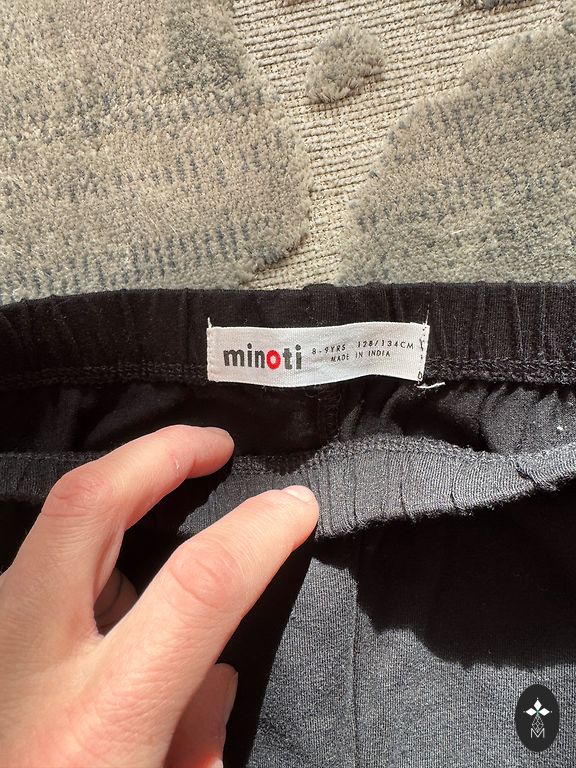 minoti
8-9YRS 128/134CM
MADE IN INDIA
M